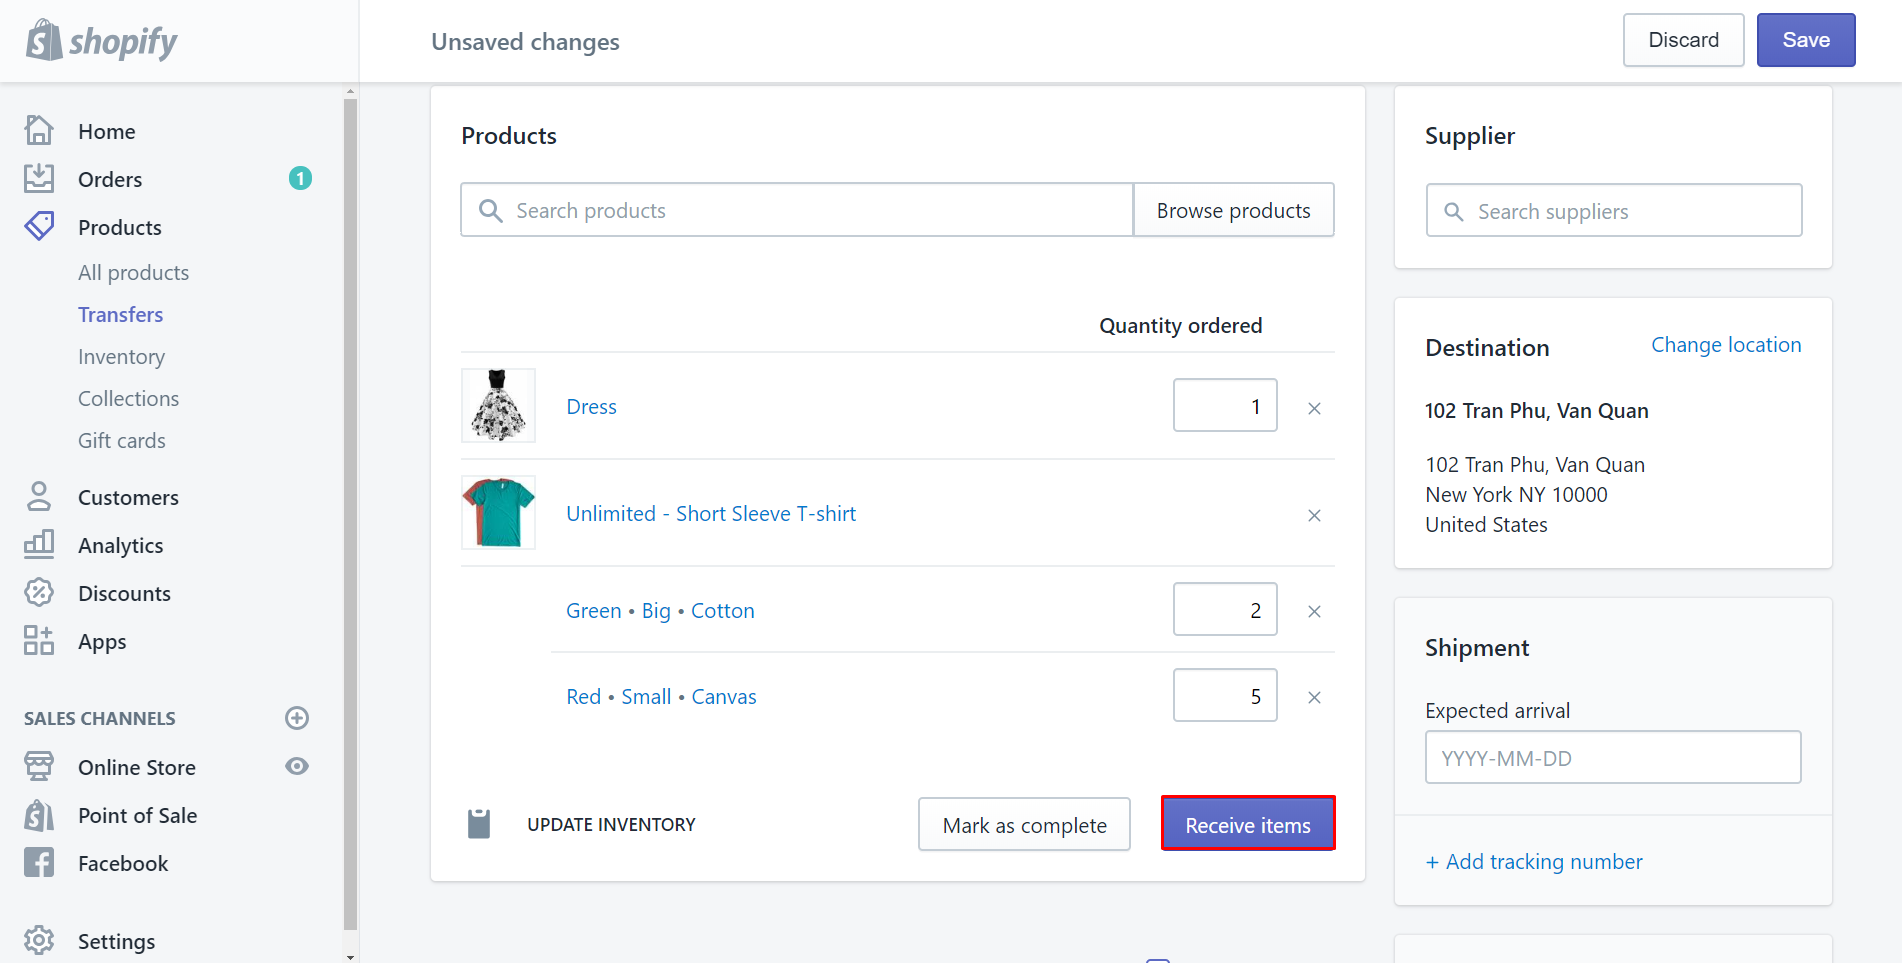 shopify
Unsaved changes
Discard
Save
Home
Orders
1
Products
All products
Transfers
Inventory
Collections
Gift cards
Customers
Analytics
Discounts
Apps
SALES CHANNELS
Online Store
Point of Sale
Facebook
Settings
Products
Search products
Browse products
Quantity ordered
Dress
1
Unlimited - Short Sleeve T-shirt
Green • Big • Cotton
2
Red • Small • Canvas
5
UPDATE INVENTORY
Mark as complete
Receive items
Supplier
Search suppliers
Destination
Change location
102 Tran Phu, Van Quan
102 Tran Phu, Van Quan
New York NY 10000
United States
Shipment
Expected arrival
YYYY-MM-DD
+ Add tracking number